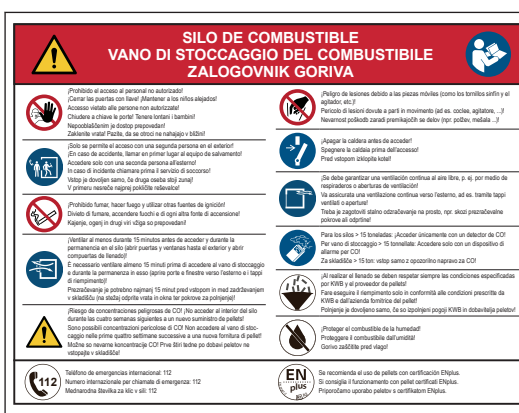 SILO DE COMBUSTIBLE
VANO DI STOCCAGGIO DEL COMBUSTIBILE
ZALOGOVNIK GORIVA
¡Prohibido el acceso al personal no autorizado!
¡Cerrar las puertas con llave! ¡Mantener a los niños alejados!
Accesso vietato alle persone non autorizzate!
Chiudere a chiave le porte! Tenere lontani i bambini!
Nepooblaščenim je dostop prepovedan!
Zaklenite vrata! Pazite, da se otroci ne nahajajo v bližini!
¡Solo se permite el acceso con una segunda persona en el exterior!
¡En caso de accidente, llamar en primer lugar al equipo de salvamento!
Accedere solo con una seconda persona all'esterno!
In caso di incidente chiamare prima il servizio di soccorso!
Vstop je dovoljen samo, če druga oseba stoji zunaj!
V primeru nesreče najprej pokličite reševalce!
¡Prohibido fumar, hacer fuego y utilizar otras fuentes de ignición!
Divieto di fumare, accendere fuochi e di ogni altra fonte di accensione!
Kajenje, ogenj in drugi viri vžiga so prepovedani!
¡Ventilar al menos durante 15 minutos antes de acceder y durante la
permanencia en el silo (abrir puertas y ventanas hasta el exterior y abrir
compuertas de llenado)!
È necessario ventilare almeno 15 minuti prima di accedere al vano di stoccaggio
e durante la permanenza in esso (aprire porte e finestre verso l'esterno e i tappi
di riempimento)!
Prezračevanje je potrebno najmanj 15 minut pred vstopom in med zadrževanjem
v skladišču (na stežaj odprite vrata in okna ter pokrove za polnjenje)!
¡Riesgo de concentraciones peligrosas de CO! ¡No acceder al interior del silo
durante las cuatro semanas siguientes a un nuevo suministro de pellets!
Sono possibili concentrazioni pericolose di CO! Non accedere al vano di stoc-
caggio nelle prime quattro settimane successive a una nuova fornitura di pellet!
Možne so nevarne koncentracije CO! Prve štiri tedne po dobavi peletov ne
vstopajte v skladišče!
¡Peligro de lesiones debido a las piezas móviles (como los tornillos sinfín y el
agitador, etc.)!
Pericolo di lesioni dovute a parti in movimento (ad es. coclee, agitatore, ...)!
Nevarnost poškodb zaradi premikajočih se delov (npr. polžev, mešala ...)!
¡Apagar la caldera antes de acceder!
Spegnere la caldaia prima dell'accesso!
Pred vstopom izklopite kotel!
¡Se debe garantizar una ventilación continua al aire libre, p. ej. por medio de
respiraderos o aberturas de ventilación!
Va assicurata una ventilazione continua verso l'esterno, ad es. tramite tappi
ventilati o aperture!
Treba je zagotoviti stalno odzračevanje na prosto, npr. skozi prezračevalne
pokrove ali odprtine!
Para los silos > 15 toneladas: ¡Acceder únicamente con un detector de CO!
Per vano di stoccaggio > 15 tonnellate: Accedere solo con un dispositivo di
allarme per CO!
Za skladišče > 15 ton: vstop samo z opozorilno napravo za CO!
¡Al realizar el llenado se deben respetar siempre las condiciones especificadas
por KWB y el proveedor de pellets!
Fare eseguire il riempimento solo in conformità alle condizioni prescritte da
KWB e dall'azienda fornitrice del pellet!
Polnjenje je dovoljeno samo, če so izpolnjeni pogoji KWB in dobavitelja peletov!
¡Proteger el combustible de la humedad!
Proteggere il combustibile dall'umidità!
Gorivo zaščitite pred vlago!
112
Teléfono de emergencias internacional: 112
Numero internazionale per chiamate di emergenza: 112
Mednarodna številka za klic v sili: 112
EN
plus
Se recomienda el uso de pellets con certificación ENplus.
Si consiglia il funzionamento con pellet certificati ENplus.
Priporočamo uporabo peletov s certifikatom ENplus.